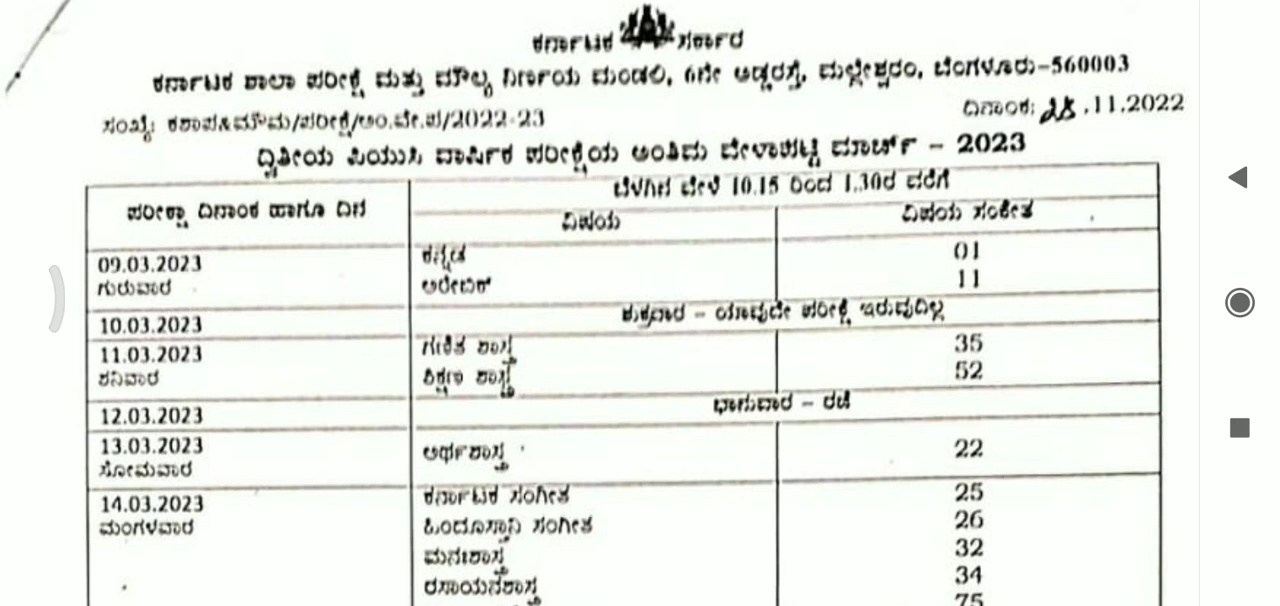 ಕರ್ನಾಟಕ ಸರ್ಕಾರ
ಕರ್ನಾಟಕ ಶಾಲಾ ಪರೀಕ್ಷೆ ಮತ್ತು ಮೌಲ್ಯ ನಿರ್ಣಯ ಮಂಡಲಿ, 6ನೇ ಅಡ್ಡರಸ್ತೆ, ಮಲ್ಲೇಶ್ವರಂ, ಬೆಂಗಳೂರು-560003
ಸಂಖ್ಯೆ: ಕಶಾಪ&ಮೌಮ/ಪರೀಕ್ಷೆ/ಅಂ.ವೇ.ಪ/2022-23
ದಿನಾಂಕ: .11.2022
ದ್ವಿತೀಯ ಪಿಯುಸಿ ವಾರ್ಷಿಕ ಪರೀಕ್ಷೆಯ ಅಂತಿಮ ವೇಳಾಪಟ್ಟಿ ಮಾರ್ಚ್ - 2023
ಪರೀಕ್ಷಾ ದಿನಾಂಕ ಹಾಗೂ ದಿನ
ಬೆಳಗಿನ ವೇಳೆ 10.15 ರಿಂದ 1.30ರ ವರೆಗೆ
ವಿಷಯ ವಿಷಯ ಸಂಕೇತ
09.03.2023 ಕನ್ನಡ 01
ಗುರುವಾರ ಅರೇಬಿಕ್ 11
10.03.2023 ಶುಕ್ರವಾರ - ಯಾವುದೇ ಪರೀಕ್ಷೆ ಇರುವುದಿಲ್ಲ
11.03.2023 ಗಣಿತ ಶಾಸ್ತ್ರ 35
ಶನಿವಾರ ಶಿಕ್ಷಣ ಶಾಸ್ತ್ರ 52
12.03.2023 ಭಾನುವಾರ - ರಜೆ
13.03.2023 ಅರ್ಥಶಾಸ್ತ್ರ 22
ಸೋಮವಾರ
14.03.2023 ಕರ್ನಾಟಕ ಸಂಗೀತ 25
ಮಂಗಳವಾರ ಹಿಂದೂಸ್ತಾನಿ ಸಂಗೀತ 26
ಮನಃಶಾಸ್ತ್ರ 32
ರಸಾಯನಶಾಸ್ತ್ರ 34
75